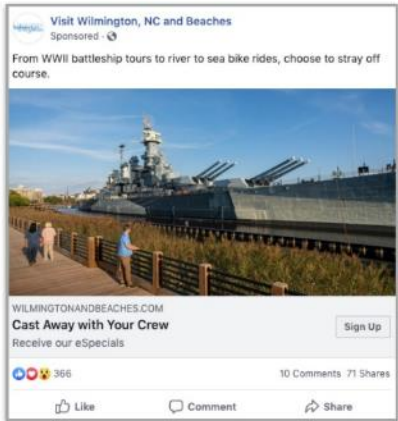 Visit Wilmington, NC and Beaches
Sponsored ·
From WWII battleship tours to river to sea bike rides, choose to stray off
course.
WILMINGTONANDBEACHES.COM
Cast Away with Your Crew
Sign Up
Receive our eSpecials
366
10 Comments 71 Shares
Like
Comment
Share